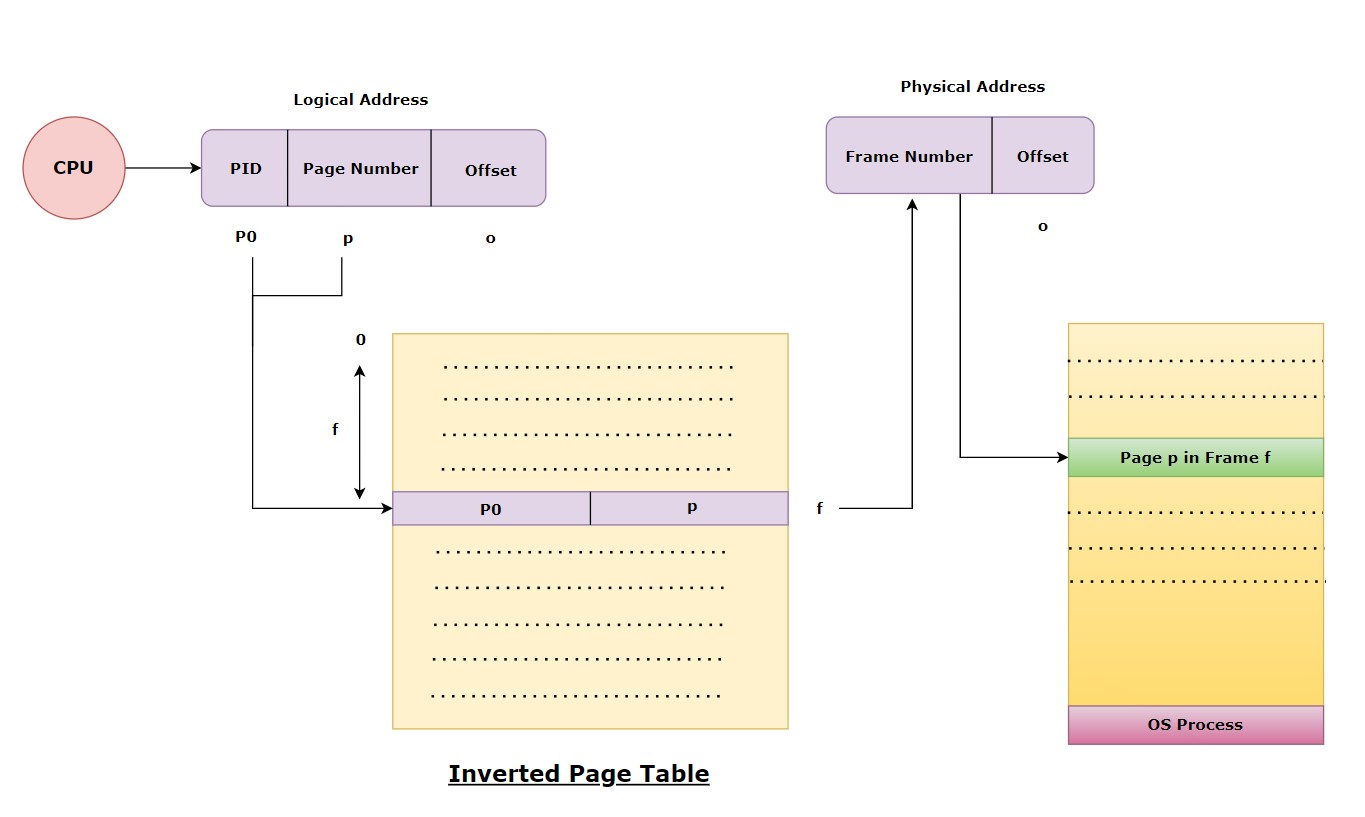 Logical Address
Physical Address
CPU
PID Page Number Offset
Frame Number Offset
P0 p o
o
0
f
P0 p
f
Page p in Frame f
OS Process
Inverted Page Table